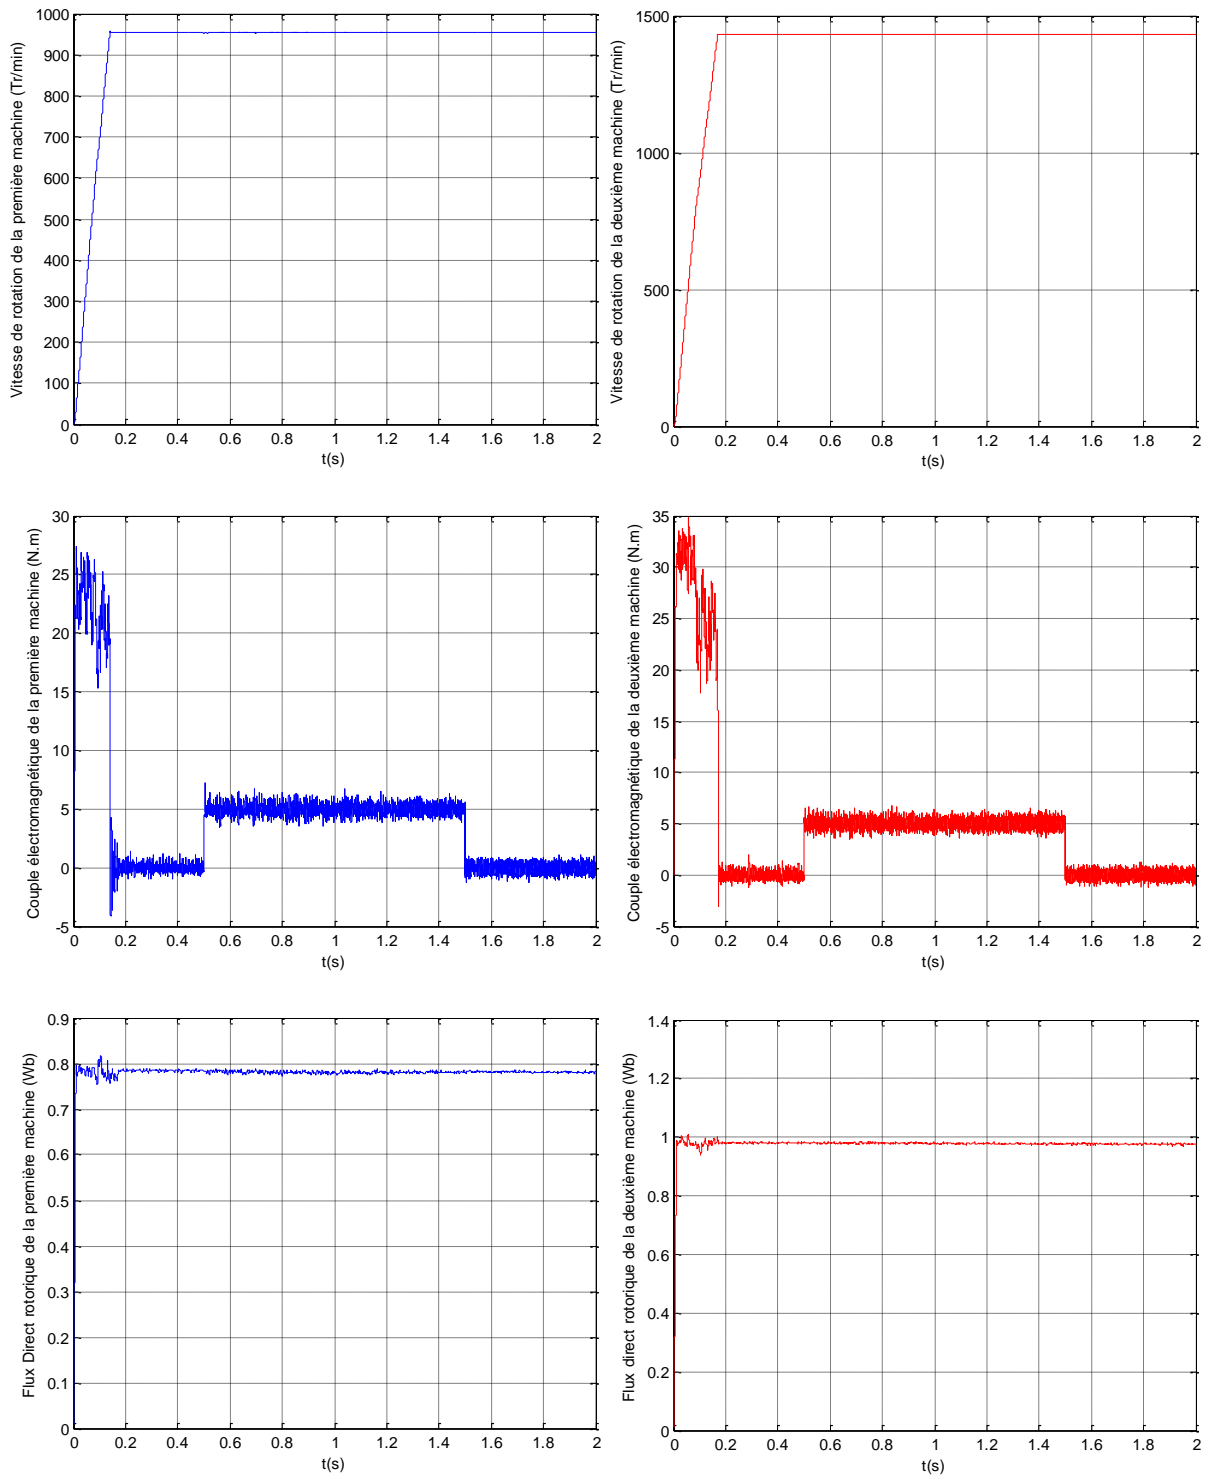 Vitesse de rotation de la première machine (Tr/min)
1000
900
800
700
600
500
400
300
200
100
0
0 0.2 0.4 0.6 0.8 1 1.2 1.4 1.6 1.8 2
t(s)
Vitesse de rotation de la deuxième machine (Tr/min)
1500
1000
500
0
0 0.2 0.4 0.6 0.8 1 1.2 1.4 1.6 1.8 2
t(s)
Couple électromagnétique de la première machine (N.m)
30
25
20
15
10
5
0
-5
0 0.2 0.4 0.6 0.8 1 1.2 1.4 1.6 1.8 2
t(s)
Couple électromagnétique de la deuxième machine (N.m)
35
30
25
20
15
10
5
0
-5
0 0.2 0.4 0.6 0.8 1 1.2 1.4 1.6 1.8 2
t(s)
Flux Direct rotorique de la première machine (Wb)
0.9
0.8
0.7
0.6
0.5
0.4
0.3
0.2
0.1
0
0 0.2 0.4 0.6 0.8 1 1.2 1.4 1.6 1.8 2
t(s)
Flux direct rotorique de la deuxième machine (Wb)
1.4
1.2
1
0.8
0.6
0.4
0.2
0
0 0.2 0.4 0.6 0.8 1 1.2 1.4 1.6 1.8 2
t(s)